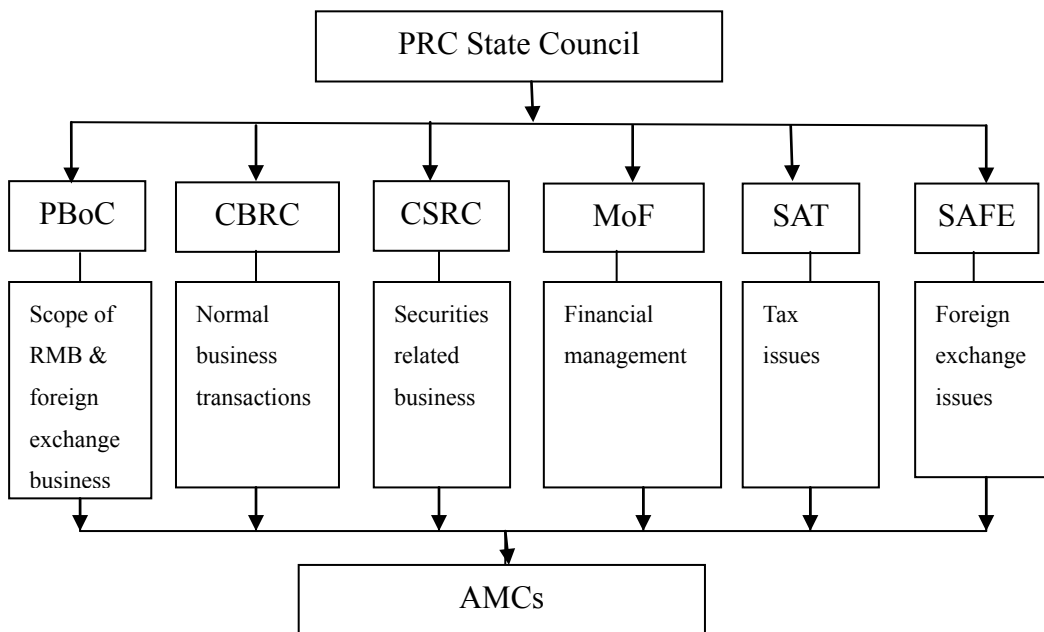 PRC State Council
PBoC
CBRC
CSRC
MoF
SAT
SAFE
Scope of
RMB &
foreign
exchange
business
Normal
business
transactions
Securities
related
business
Financial
management
Tax
issues
Foreign
exchange
issues
AMCs